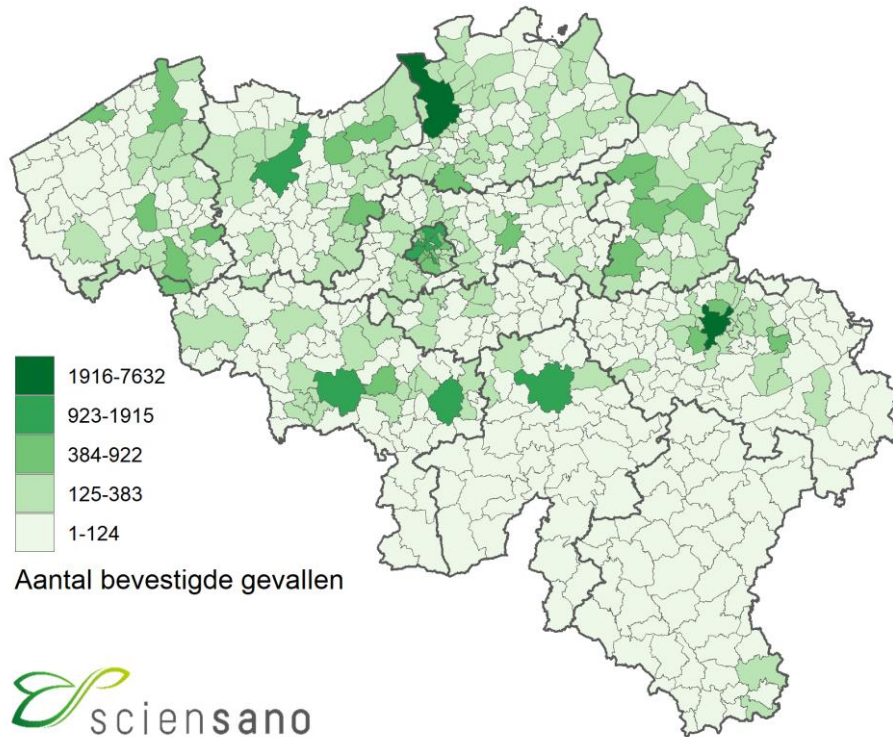 1916-7632
923-1915
384-922
125-383
1-124
Aantal bevestigde gevallen
sciensano